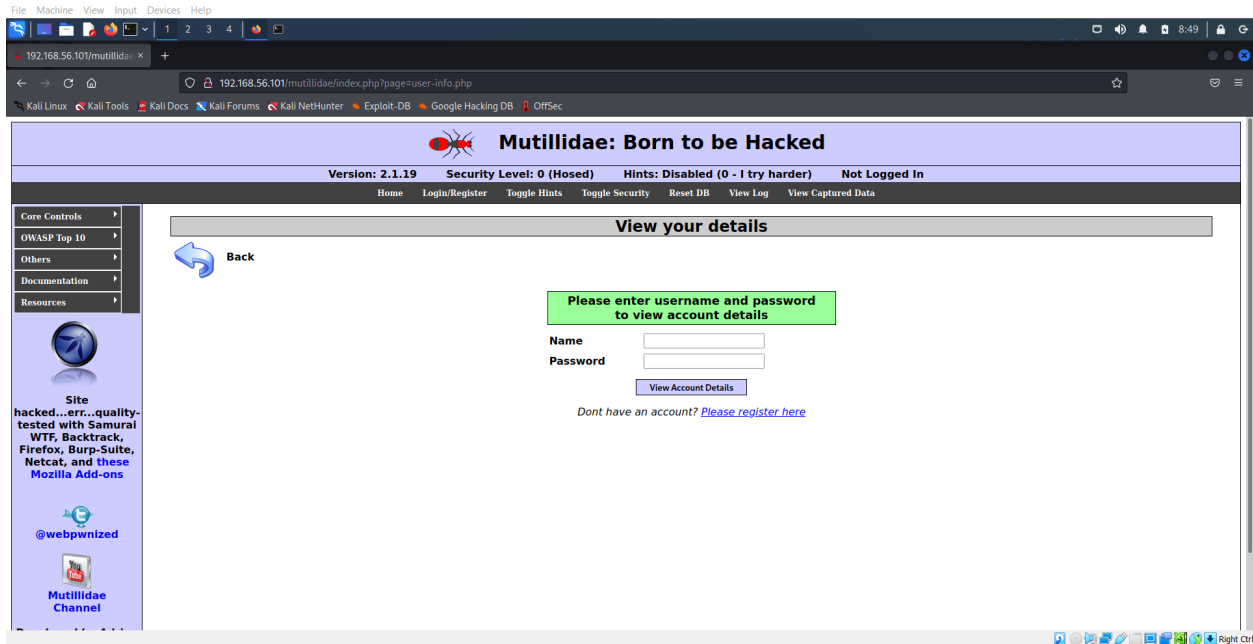 File Machine View Input Devices Help
1 2 3 4 8:49
192.168.56.101/mutillidae
192.168.56.101/mutillidae/index.php?page=user-info.php
Kali Linux Kali Tools Kali Docs Kali Forums Kali NetHunter Exploit-DB Google Hacking DB OffSec
Mutillidae: Born to be Hacked
Version: 2.1.19 Security Level: 0 (Hosed) Hints: Disabled (0 - I try harder) Not Logged In
Home Login/Register Toggle Hints Toggle Security Reset DB View Log View Captured Data
Core Controls
OWASP Top 10
Others
Documentation
Resources
Site
hacked...err...quality-
tested with Samurai
WTF, Backtrack,
Firefox, Burp-Suite,
Netcat, and these
Mozilla Add-ons
@webpwnized
You
Tube
Mutillidae
Channel
View your details
Back
Please enter username and password
to view account details
Name
Password
View Account Details
Dont have an account? Please register here
Right Ctrl